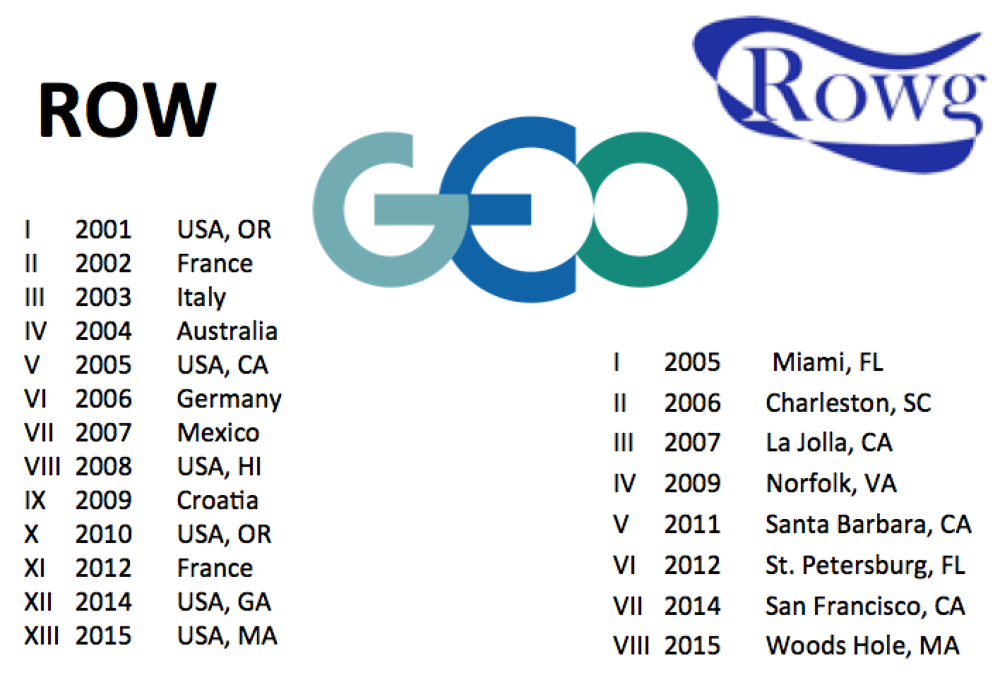 ROW
Rowg
GEO
I 2001 USA, OR
II 2002 France
III 2003 Italy
IV 2004 Australia
V 2005 USA, CA
VI 2006 Germany
VII 2007 Mexico
VIII 2008 USA, HI
IX 2009 Croatia
X 2010 USA, OR
XI 2012 France
XII 2014 USA, GA
XIII 2015 USA, MA
I 2005 Miami, FL
II 2006 Charleston, SC
III 2007 La Jolla, CA
IV 2009 Norfolk, VA
V 2011 Santa Barbara, CA
VI 2012 St. Petersburg, FL
VII 2014 San Francisco, CA
VIII 2015 Woods Hole, MA